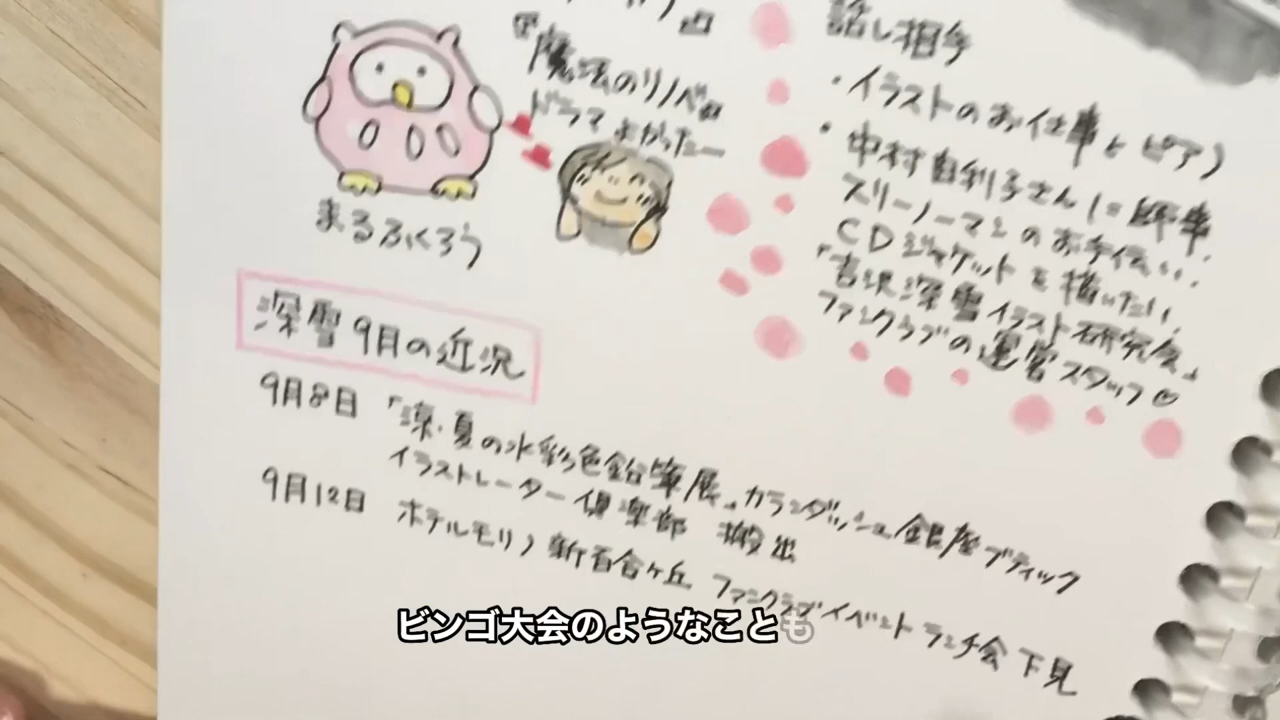 「魔法のリノベ」
ドラマ よかったー
まるふくろう
話し相手
・イラストのお仕事とピアノ
・中村由利子さんに師事
スリーノーマンのお手伝い。
CDジャケットを描いたり、
「吉沢深雪イラスト研究会」
ファンクラブの運営スタッフ
深雪9月の近況
9月8日 「涼・夏の水彩色鉛筆展」カランダッシュ銀座ブティック
イラストレーター倶楽部 搬出
9月12日 ホテルモリノ新百合ヶ丘 ファンクラブイベント ランチ会 下見
ビンゴ大会のようなことも